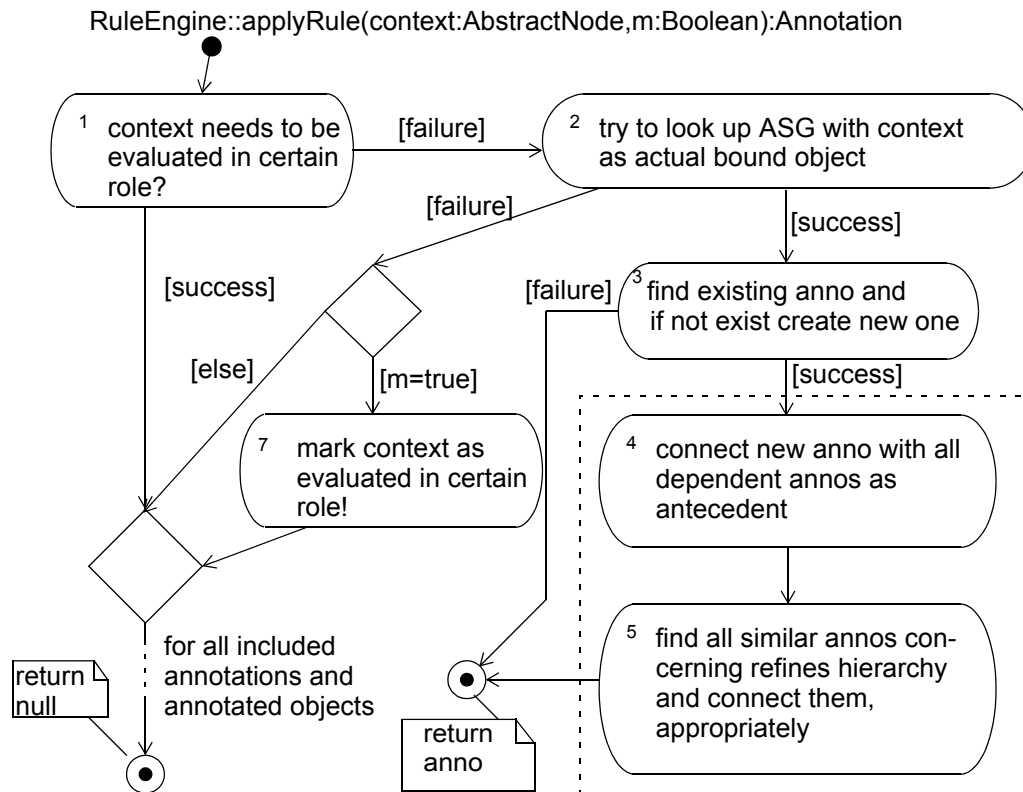 RuleEngine::applyRule(context:AbstractNode,m:Boolean):Annotation
1
context needs to be
evaluated in certain
role?
[failure]
2
try to look up ASG with context
as actual bound object
[failure]
[success]
[success]
[failure]
3
find existing anno and
if not exist create new one
[else]
[m=true]
[success]
7
mark context as
evaluated in certain
role!
4
connect new anno with all
dependent annos as
antecedent
for all included
annotations and
annotated objects
5
find all similar annos con-
cerning refines hierarchy
and connect them,
appropriately
return
null
return
anno